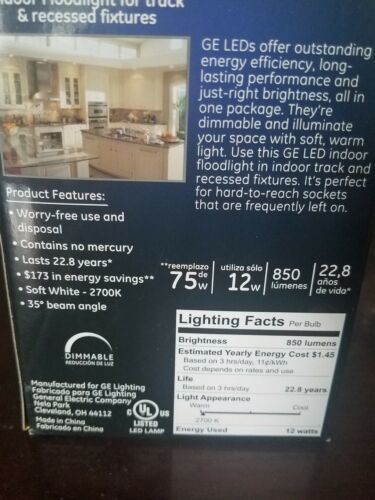 Indoor Floodlight for track
& recessed fixtures
GE LEDs offer outstanding
energy efficiency, long-
lasting performance and
just-right brightness, all in
one package. They're
dimmable and illuminate
your space with soft, warm
light. Use this GE LED indoor
floodlight in indoor track and
recessed fixtures. It's perfect
for hard-to-reach sockets
that are frequently left on.
Product Features:
• Worry-free use and
disposal
• Contains no mercury
• Lasts 22.8 years*
• $173 in energy savings**
• Soft White - 2700K
• 35° beam angle
**reemplazo
de
75w
utiliza sólo
12w
850
lúmenes
22,8
años
de vida*
DIMMABLE
REDUCCIÓN DE LUZ
Manufactured for GE Lighting
Fabricado para GE Lighting
General Electric Company
Nela Park
Cleveland, OH 44112
Made in China
Fabricado en China
C UL US
LISTED
LED LAMP
Lighting Facts Per Bulb
Brightness 850 lumens
Estimated Yearly Energy Cost $1.45
Based on 3 hrs/day, 11¢/kWh
Cost depends on rates and use
Life
Based on 3 hrs/day 22.8 years
Light Appearance
Warm Cool
2700 K
Energy Used 12 watts